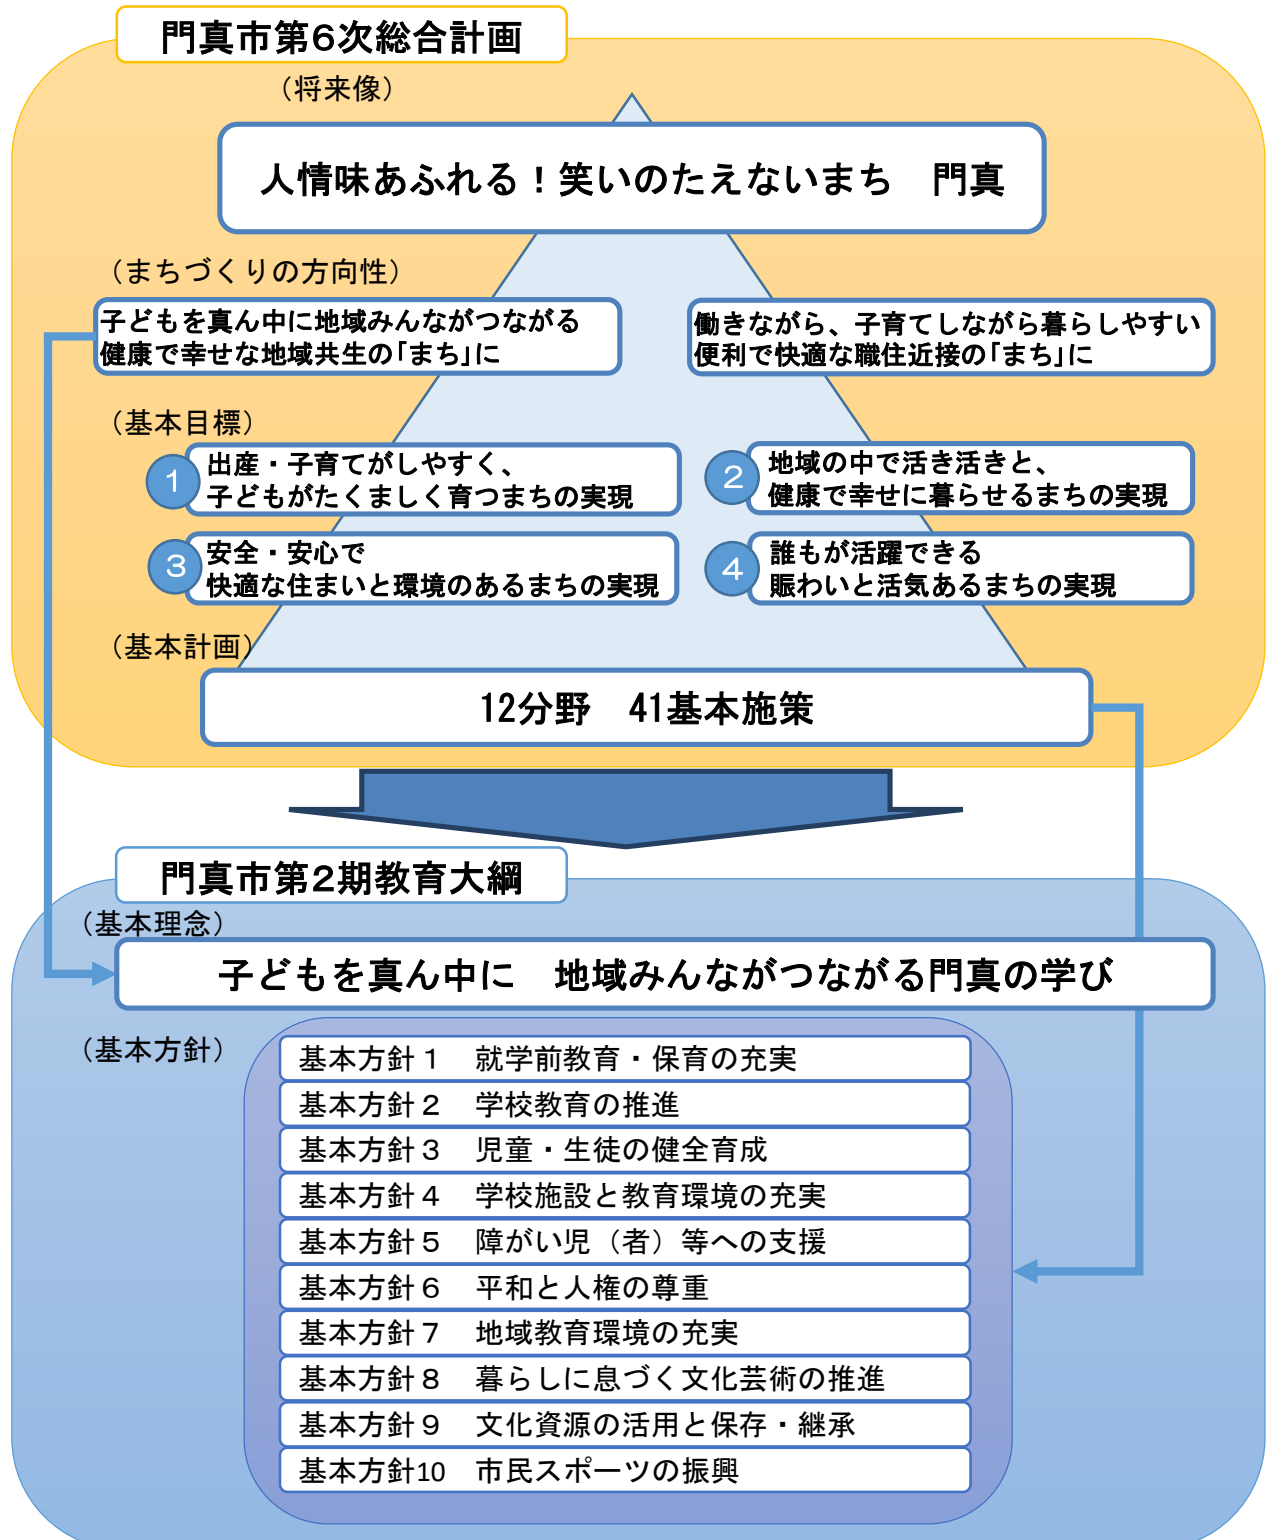 門真市第6次総合計画
（将来像）
人情味あふれる！笑いのたえないまち　門真
（まちづくりの方向性）
子どもを真ん中に地域みんながつながる
健康で幸せな地域共生の「まち」に
働きながら、子育てしながら暮らしやすい
便利で快適な職住近接の「まち」に
（基本目標）
1
出産・子育てがしやすく、
子どもがたくましく育つまちの実現
2
地域の中で活き活きと、
健康で幸せに暮らせるまちの実現
3
安全・安心で
快適な住まいと環境のあるまちの実現
4
誰もが活躍できる
賑わいと活気あるまちの実現
（基本計画）
12分野　41基本施策
門真市第2期教育大綱
（基本理念）
子どもを真ん中に　地域みんながつながる門真の学び
（基本方針）
基本方針１　就学前教育・保育の充実
基本方針２　学校教育の推進
基本方針３　児童・生徒の健全育成
基本方針４　学校施設と教育環境の充実
基本方針５　障がい児（者）等への支援
基本方針６　平和と人権の尊重
基本方針７　地域教育環境の充実
基本方針８　暮らしに息づく文化芸術の推進
基本方針９　文化資源の活用と保存・継承
基本方針10　市民スポーツの振興